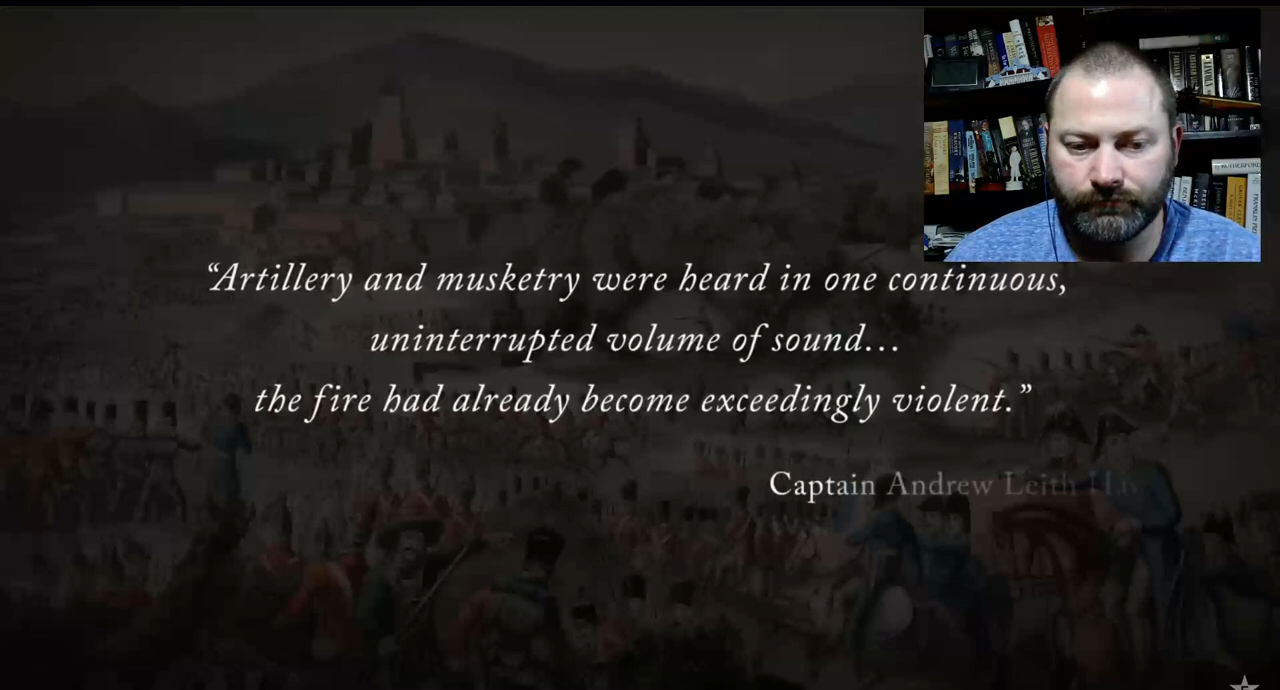 “Artillery and musketry were heard in one continuous,
uninterrupted volume of sound…
the fire had already become exceedingly violent.”
Captain Andrew Leith
RUTHERFORD